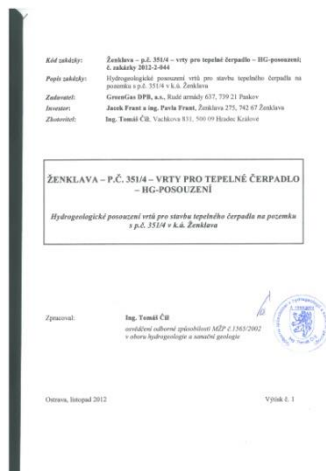 Kód zakázky: Ženklava – p.č. 351/4 – vrty pro tepelné čerpadlo – HG-posouzení;
č. zakázky 2012-2-044
Popis zakázky: Hydrogeologické posouzení vrtů pro stavbu tepelného čerpadla na
pozemku s p.č. 351/4 v k.ú. Ženklava
Zadavatel: GreenGas DPB, a.s., Rudé armády 637, 739 21 Paskov
Investor: Jacek Frant a ing. Pavla Frant, Ženklava 275, 742 67 Ženklava
Zhotovitel: Ing. Tomáš Číž, Vachkova 831, 500 09 Hradec Králové
ŽENKLAVA – P.Č. 351/4 – VRTY PRO TEPELNÉ ČERPADLO
– HG-POSOUZENÍ
Hydrogeologické posouzení vrtů pro stavbu tepelného čerpadla na pozemku
s p.č. 351/4 v k.ú. Ženklava
Zpracoval: Ing. Tomáš Číž
osvědčení odborné způsobilosti MŽP č.1563/2002
v oboru hydrogeologie a sanační geologie
Ostrava, listopad 2012 Výtisk č. 1